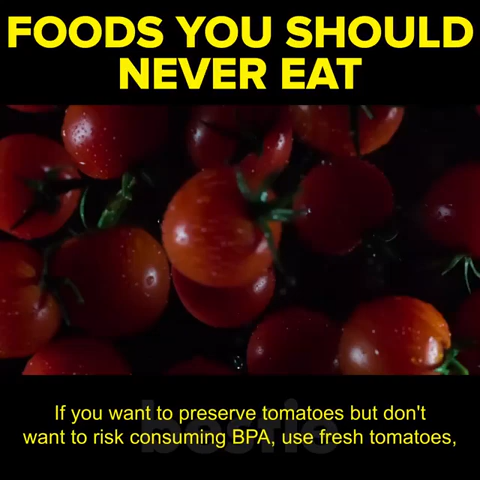 FOODS YOU SHOULD
NEVER EAT
bestie
If you want to preserve tomatoes but don't
want to risk consuming BPA, use fresh tomatoes,